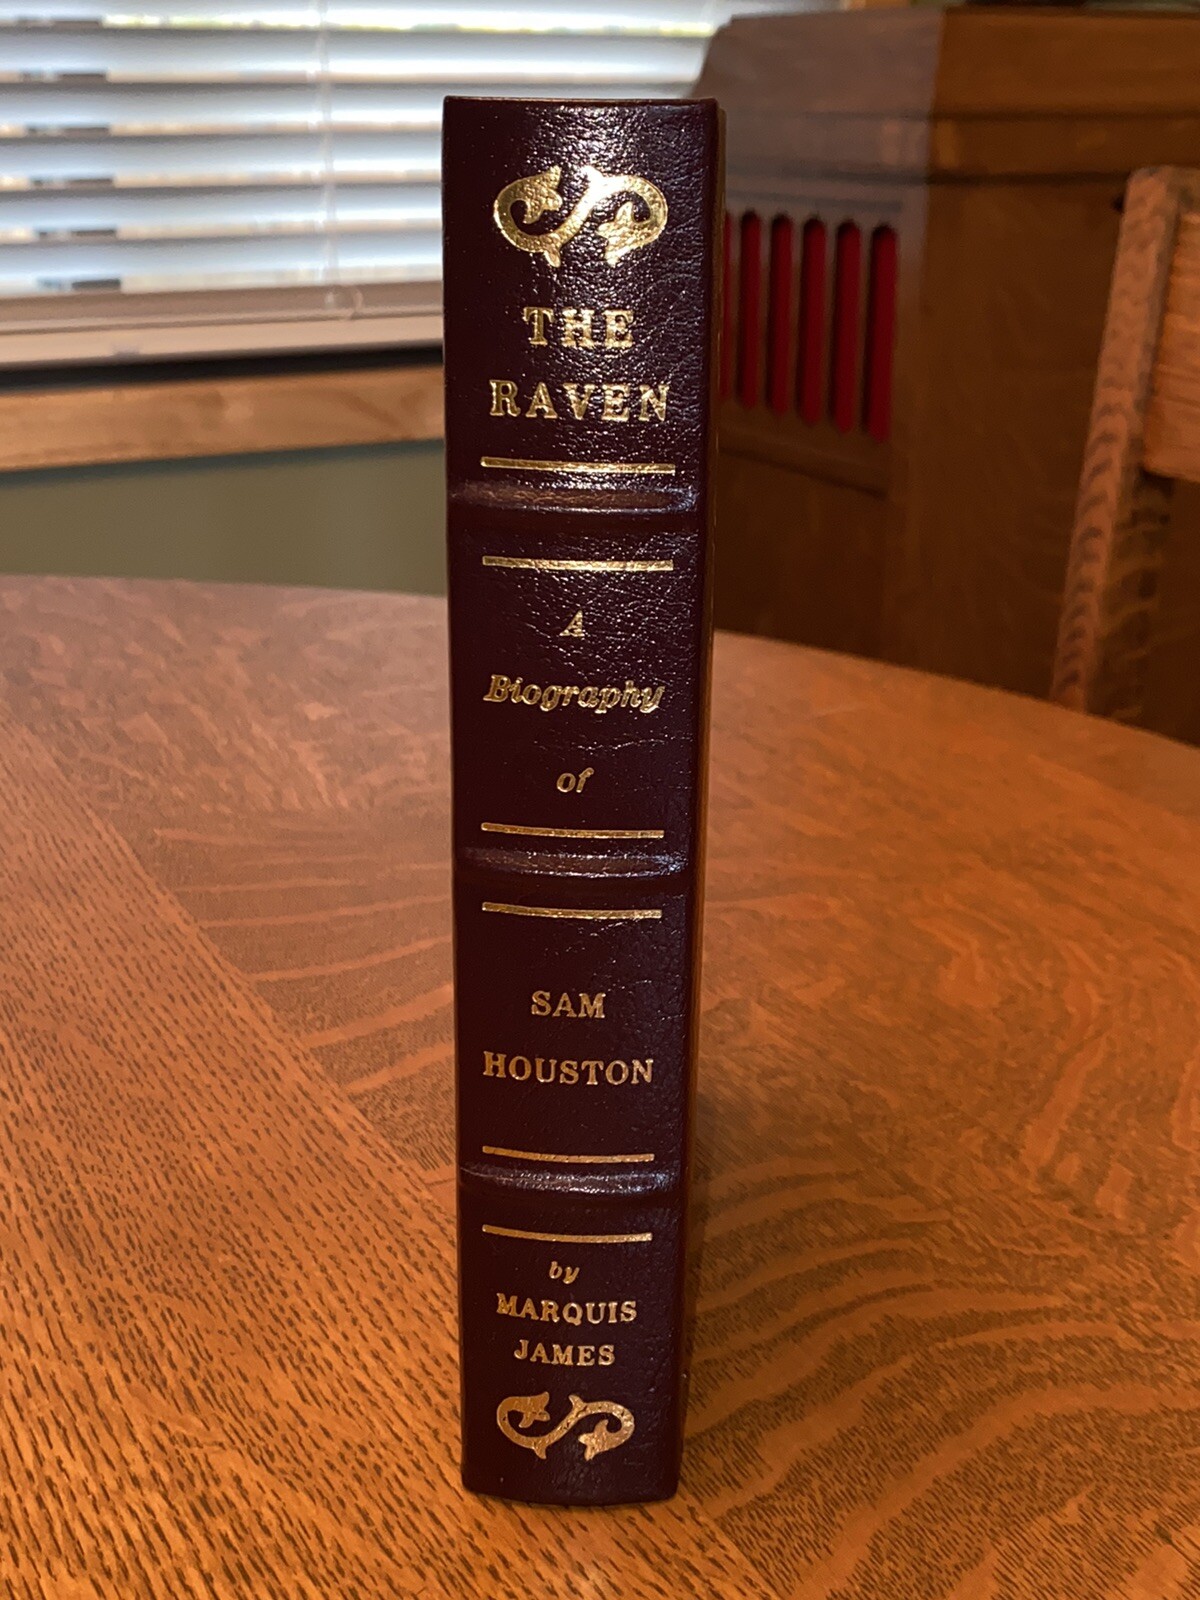 THE
RAVEN
A
Biography
of
SAM
HOUSTON
by
MARQUIS
JAMES